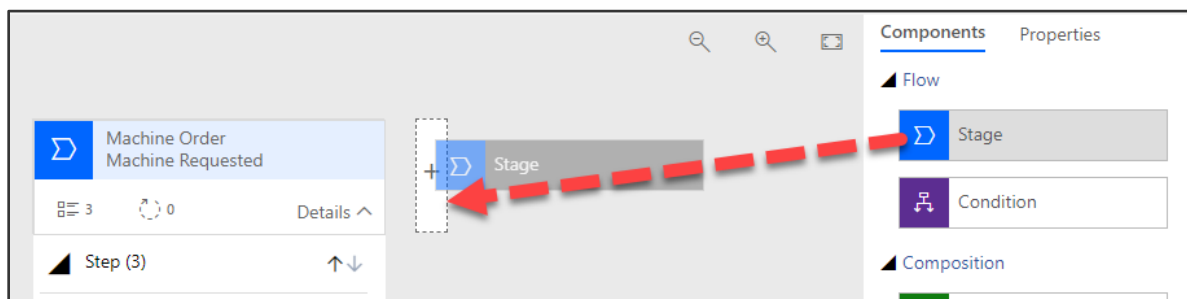 Components Properties
Flow
Machine Order
Machine Requested
+ Stage
Stage
3 0 Details
Condition
Step (3)
Composition